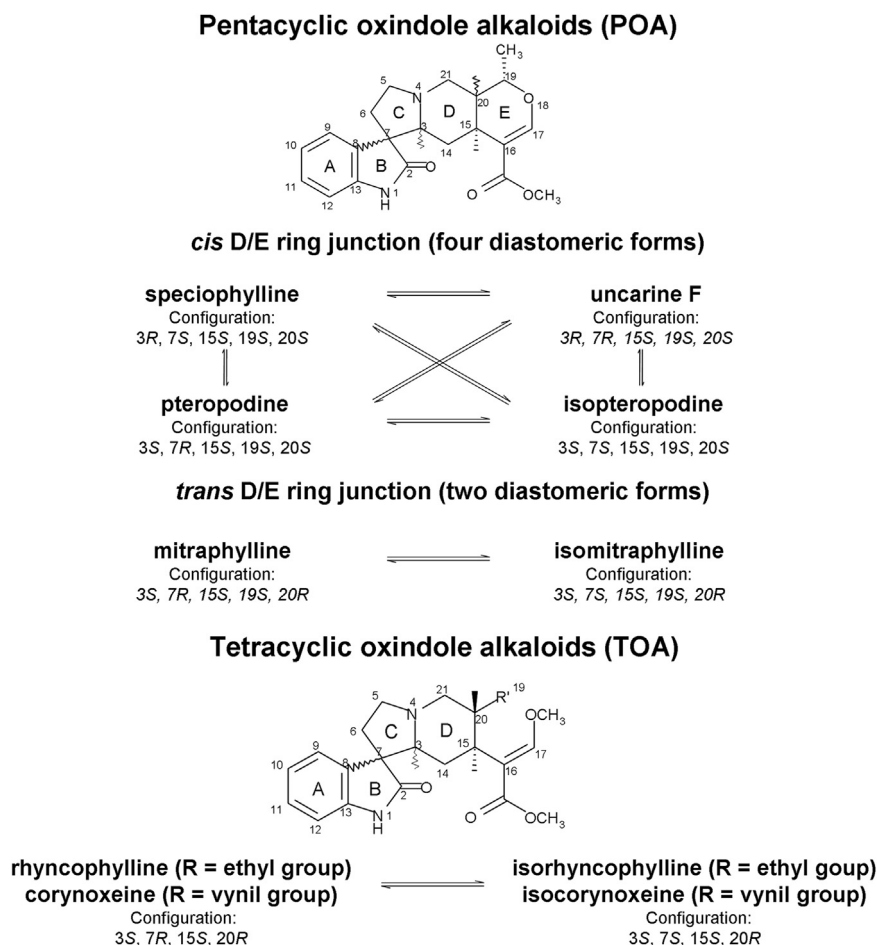 Pentacyclic oxindole alkaloids (POA)
CH3
5
4
21
19
6
N
O
18
C
D
E
20
9
7
3
15
17
10
8
14
16
A
B
O
2
11
13
N
1
O
OCH3
12
H
cis D/E ring junction (four diastomeric forms)
speciophylline
uncarine F
Configuration:
Configuration:
3R, 7S, 15S, 19S, 20S
3R, 7R, 15S, 19S, 20S
pteropodine
isopteropodine
Configuration:
Configuration:
3S, 7R, 15S, 19S, 20S
3S, 7S, 15S, 19S, 20S
trans D/E ring junction (two diastomeric forms)
mitraphylline
isomitraphylline
Configuration:
Configuration:
3S, 7R, 15S, 19S, 20R
3S, 7S, 15S, 19S, 20R
Tetracyclic oxindole alkaloids (TOA)
5
4
21
R'
19
6
N
20
OCH3
C
D
9
7
3
15
17
10
8
14
16
A
B
O
2
11
13
N
1
O
OCH3
12
H
rhyncophylline (R = ethyl group)
isorhyncophylline (R = ethyl goup)
corynoxeine (R = vynil group)
isocorynoxeine (R = vynil group)
Configuration:
Configuration:
3S, 7R, 15S, 20R
3S, 7S, 15S, 20R